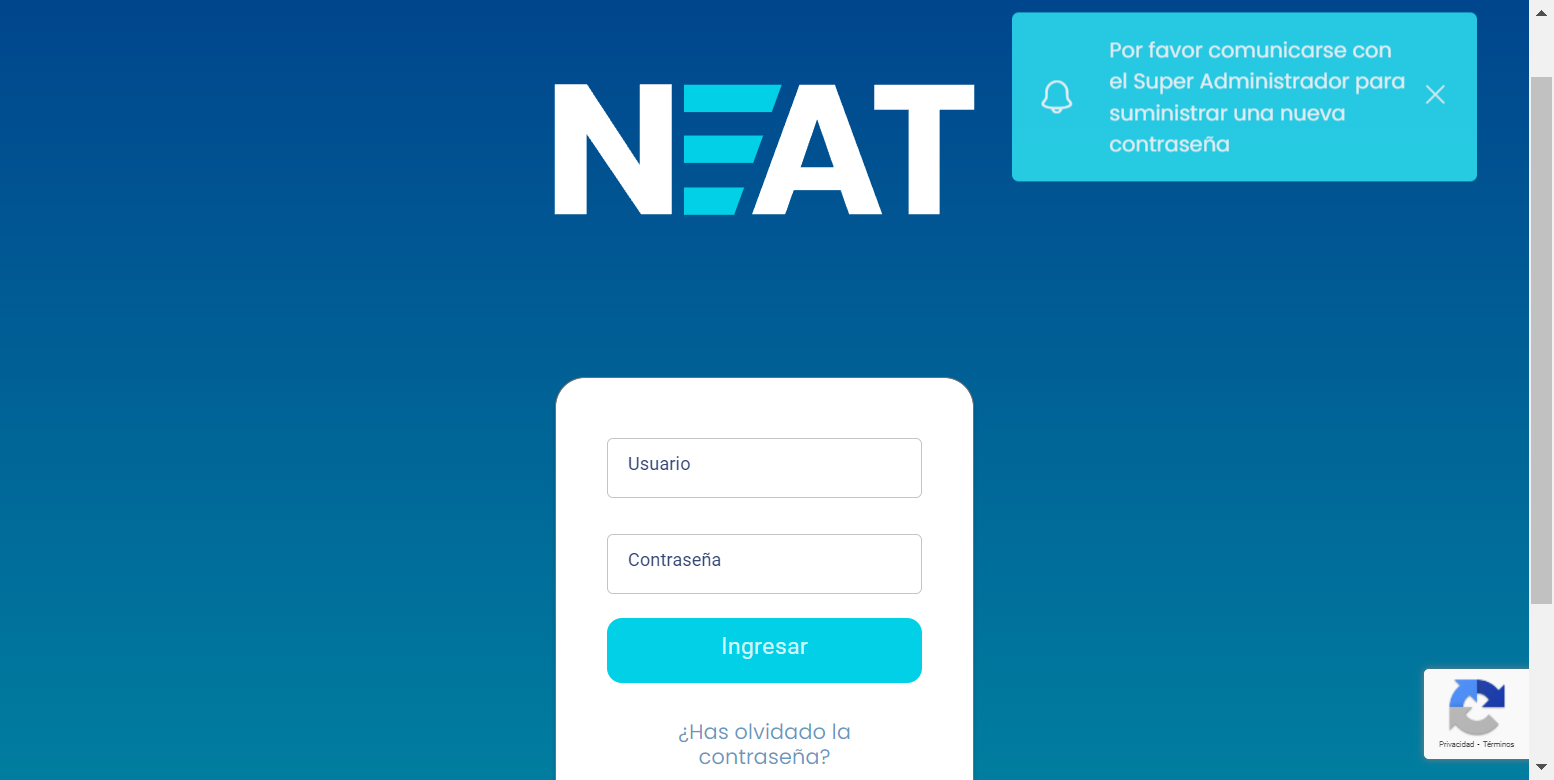 NEAT
Por favor comunicarse con
el Super Administrador para
suministrar una nueva
contraseña
Usuario
Contraseña
Ingresar
¿Has olvidado la
contraseña?
Privacidad - Términos